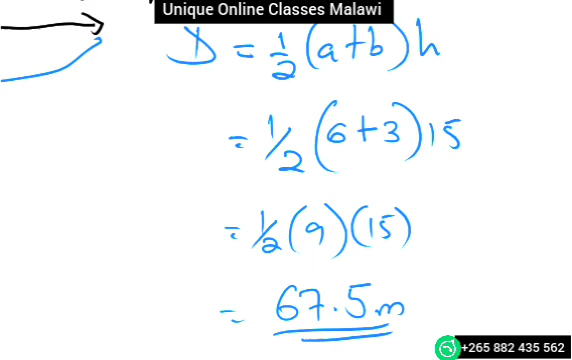 Unique Online Classes Malawi
D = 1/2 (a+b) h
= 1/2 (6+3) 15
= 1/2 (9) (15)
= 67.5m
+265 882 435 562